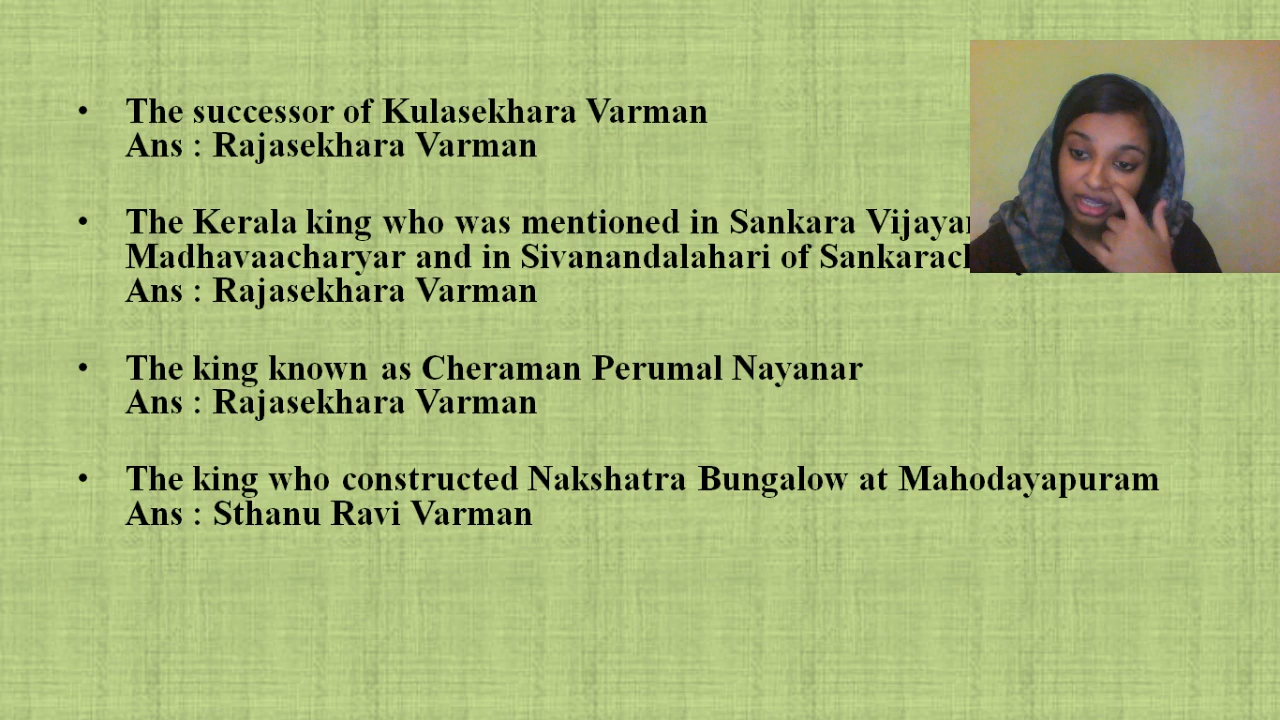 • The successor of Kulasekhara Varman
Ans : Rajasekhara Varman
• The Kerala king who was mentioned in Sankara
Madhavaacharyar and in Sivanandalahari of
Ans : Rajasekhara Varman
• The king known as Cheraman Perumal Nayanar
Ans : Rajasekhara Varman
• The king who constructed Nakshatra Bungalow at Mahodayapuram
Ans : Sthanu Ravi Varman